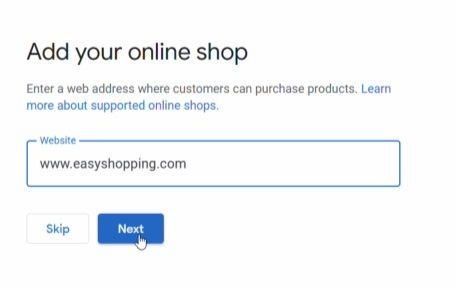 Add your online shop
Enter a web address where customers can purchase products. Learn
more about supported online shops.
Website
www.easyshopping.com
Skip
Next